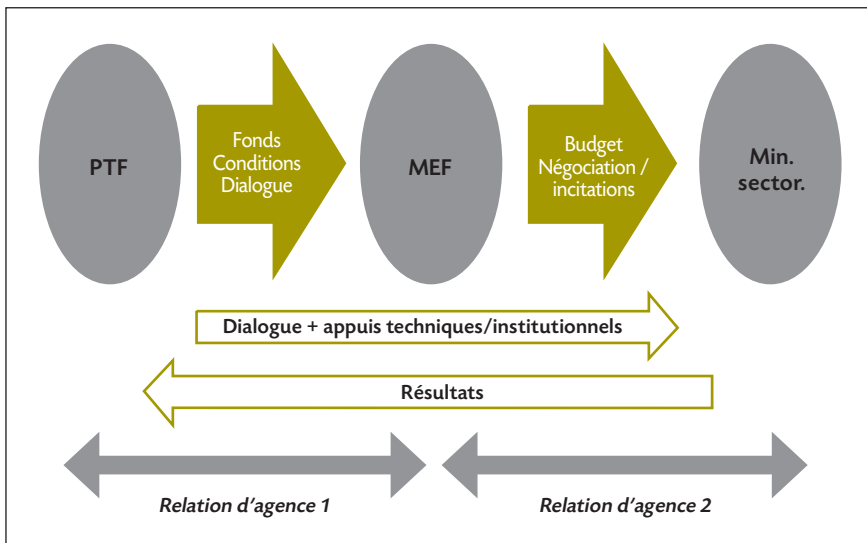 PTF
Fonds
Conditions
Dialogue
MEF
Budget
Négociation /
incitations
Min.
sector.
Dialogue + appuis techniques/institutionnels
Résultats
Relation d’agence 1
Relation d’agence 2